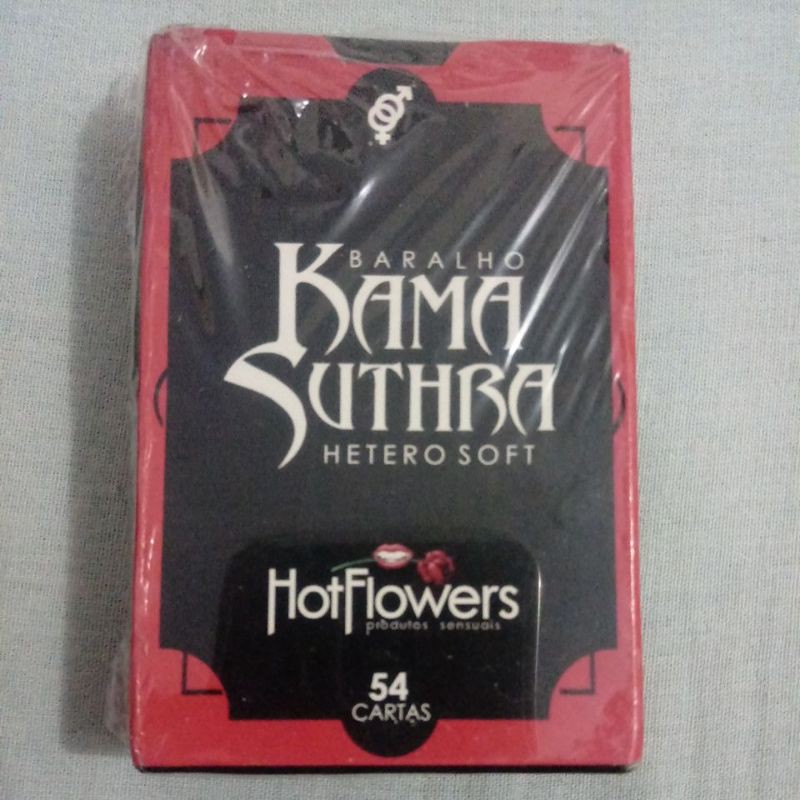 BARALHO
KAMA
SUTHRA
HETERO SOFT
HotFlowers
produtos sensuais
54
CARTAS